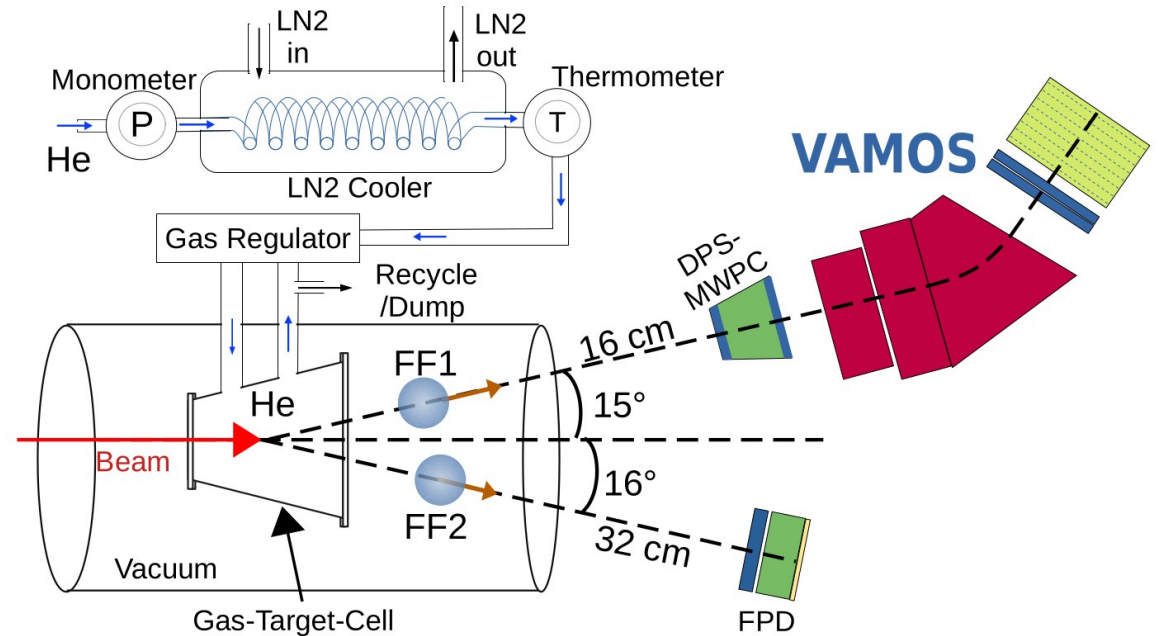 LN2
in
LN2
out
Monometer
Thermometer
P
T
He
LN2 Cooler
VAMOS
Gas Regulator
DPS-
MWPC
Recycle
/Dump
16 cm
FF1
He
15°
Beam
16°
FF2
32 cm
Vacuum
Gas-Target-Cell
FPD